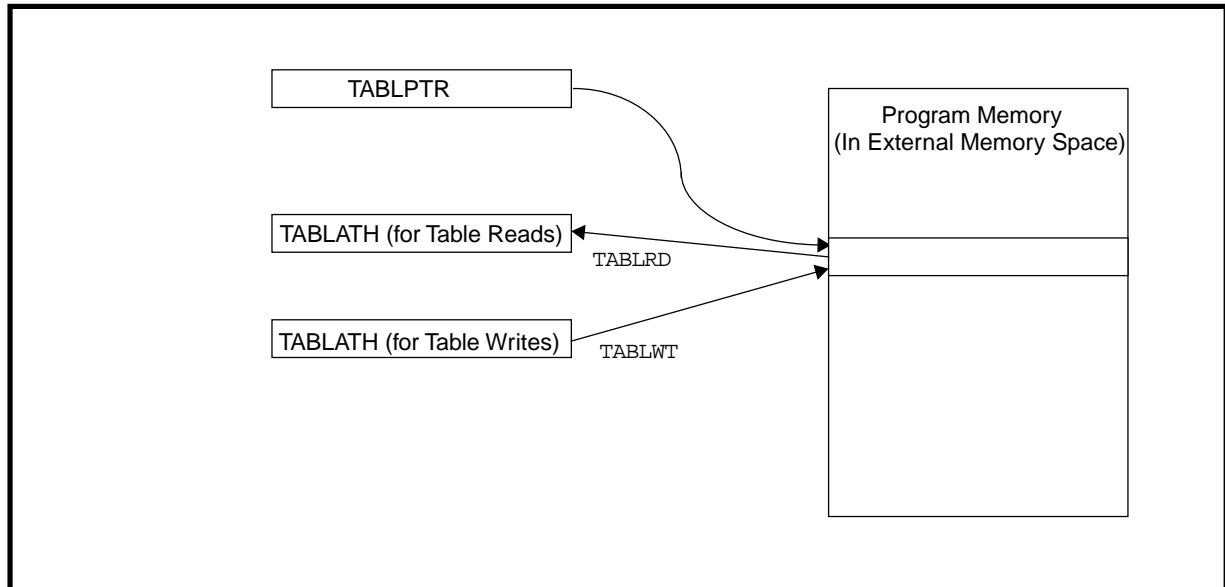 TABLPTR
Program Memory
(In External Memory Space)
TABLATH (for Table Reads)
TABLRD
TABLATH (for Table Writes)
TABLWT